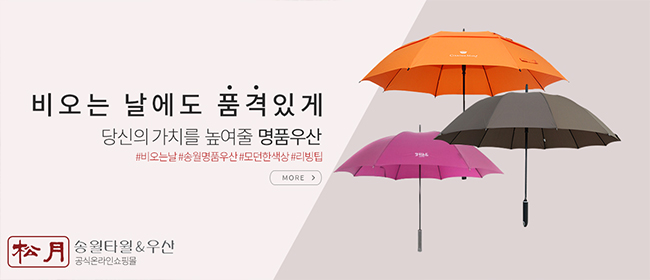 비오는 날에도 품격있게
당신의 가치를 높여줄 명품우산
#비오는날 #송월명품우산 #모던한색상 #리빙팁
MORE >
松月 송월타월&우산
공식온라인쇼핑몰